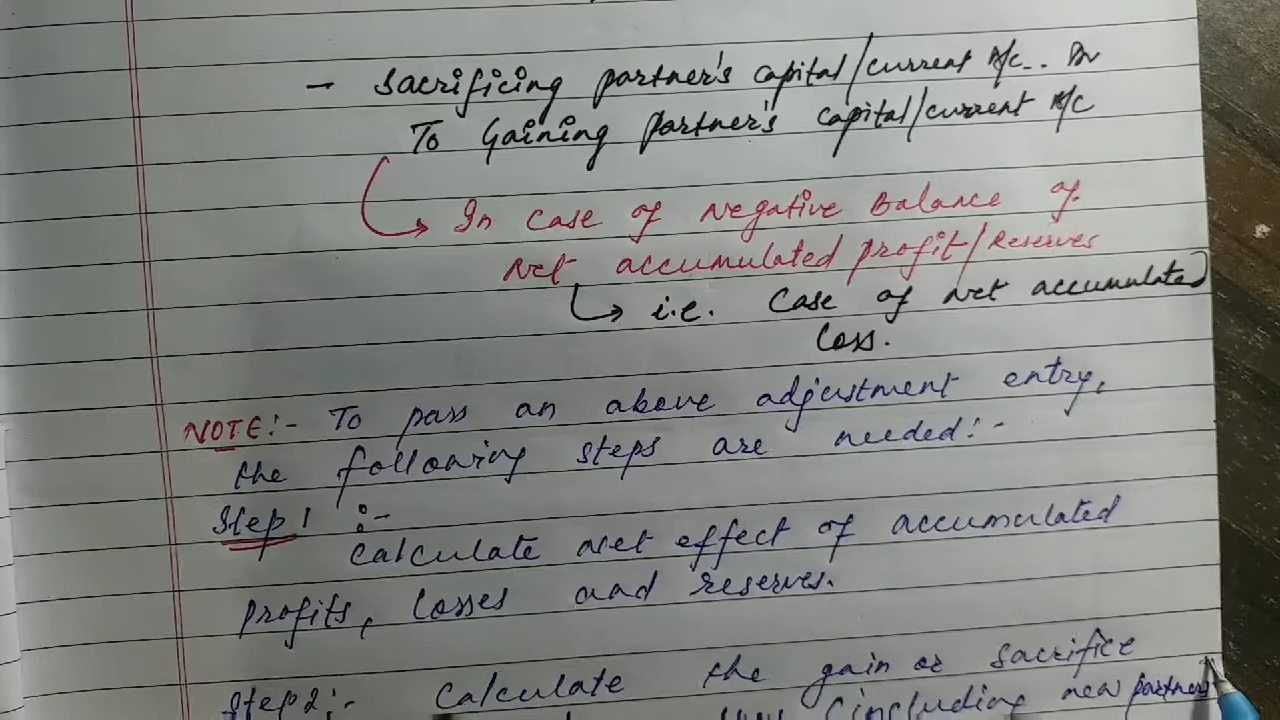 - Sacrificing partner's capital/current A/c .. Dr
To Gaining partner's capital/current A/c
In case of Negative Balance of
Net accumulated profit/Reserves
i.e. Case of net accumulated
loss.
NOTE:- To pass an above adjustment entry,
the following steps are needed:-
Step 1 :-
Calculate net effect of accumulated
profits, losses and reserves.
Step 2:- Calculate the gain or sacrifice
(including new partner